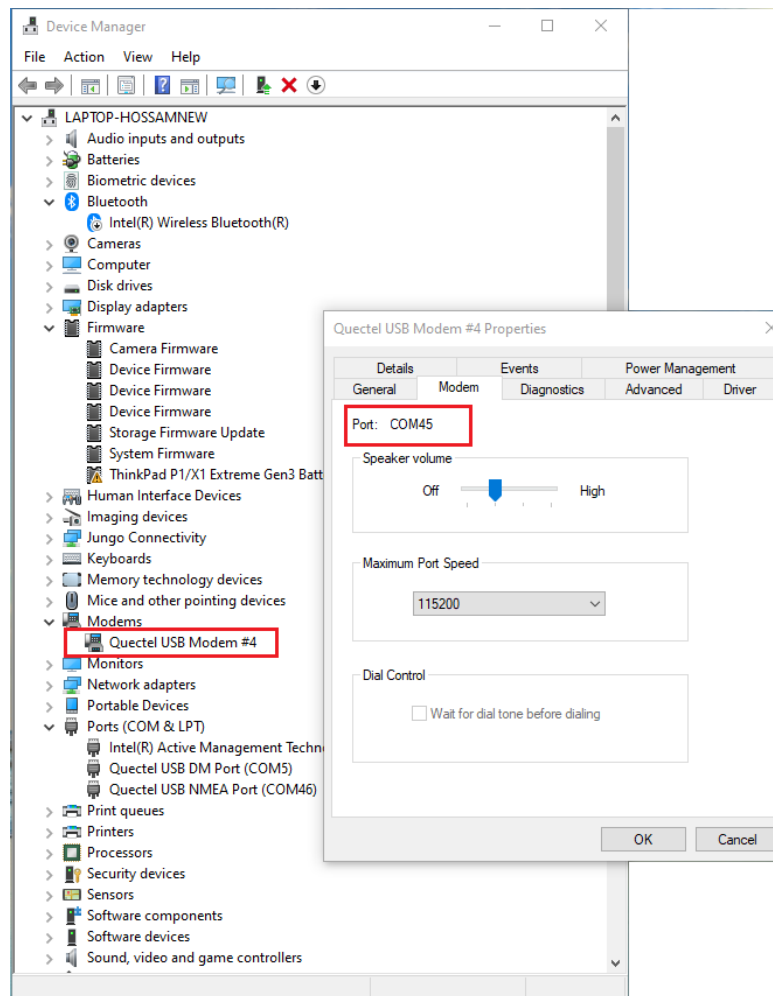 Device Manager
File Action View Help
LAPTOP-HOSSAMNEW
Audio inputs and outputs
Batteries
Biometric devices
Bluetooth
Intel(R) Wireless Bluetooth(R)
Cameras
Computer
Disk drives
Display adapters
Firmware
Camera Firmware
Device Firmware
Device Firmware
Device Firmware
Storage Firmware Update
System Firmware
ThinkPad P1/X1 Extreme Gen3 Batt
Human Interface Devices
Imaging devices
Jungo Connectivity
Keyboards
Memory technology devices
Mice and other pointing devices
Modems
Quectel USB Modem #4
Monitors
Network adapters
Portable Devices
Ports (COM & LPT)
Intel(R) Active Management Techn
Quectel USB DM Port (COM5)
Quectel USB NMEA Port (COM46)
Print queues
Printers
Processors
Security devices
Sensors
Software components
Software devices
Sound, video and game controllers
Quectel USB Modem #4 Properties
Details Events Power Management
General Modem Diagnostics Advanced Driver
Port: COM45
Speaker volume
Off High
Maximum Port Speed
115200
Dial Control
Wait for dial tone before dialing
OK Cancel